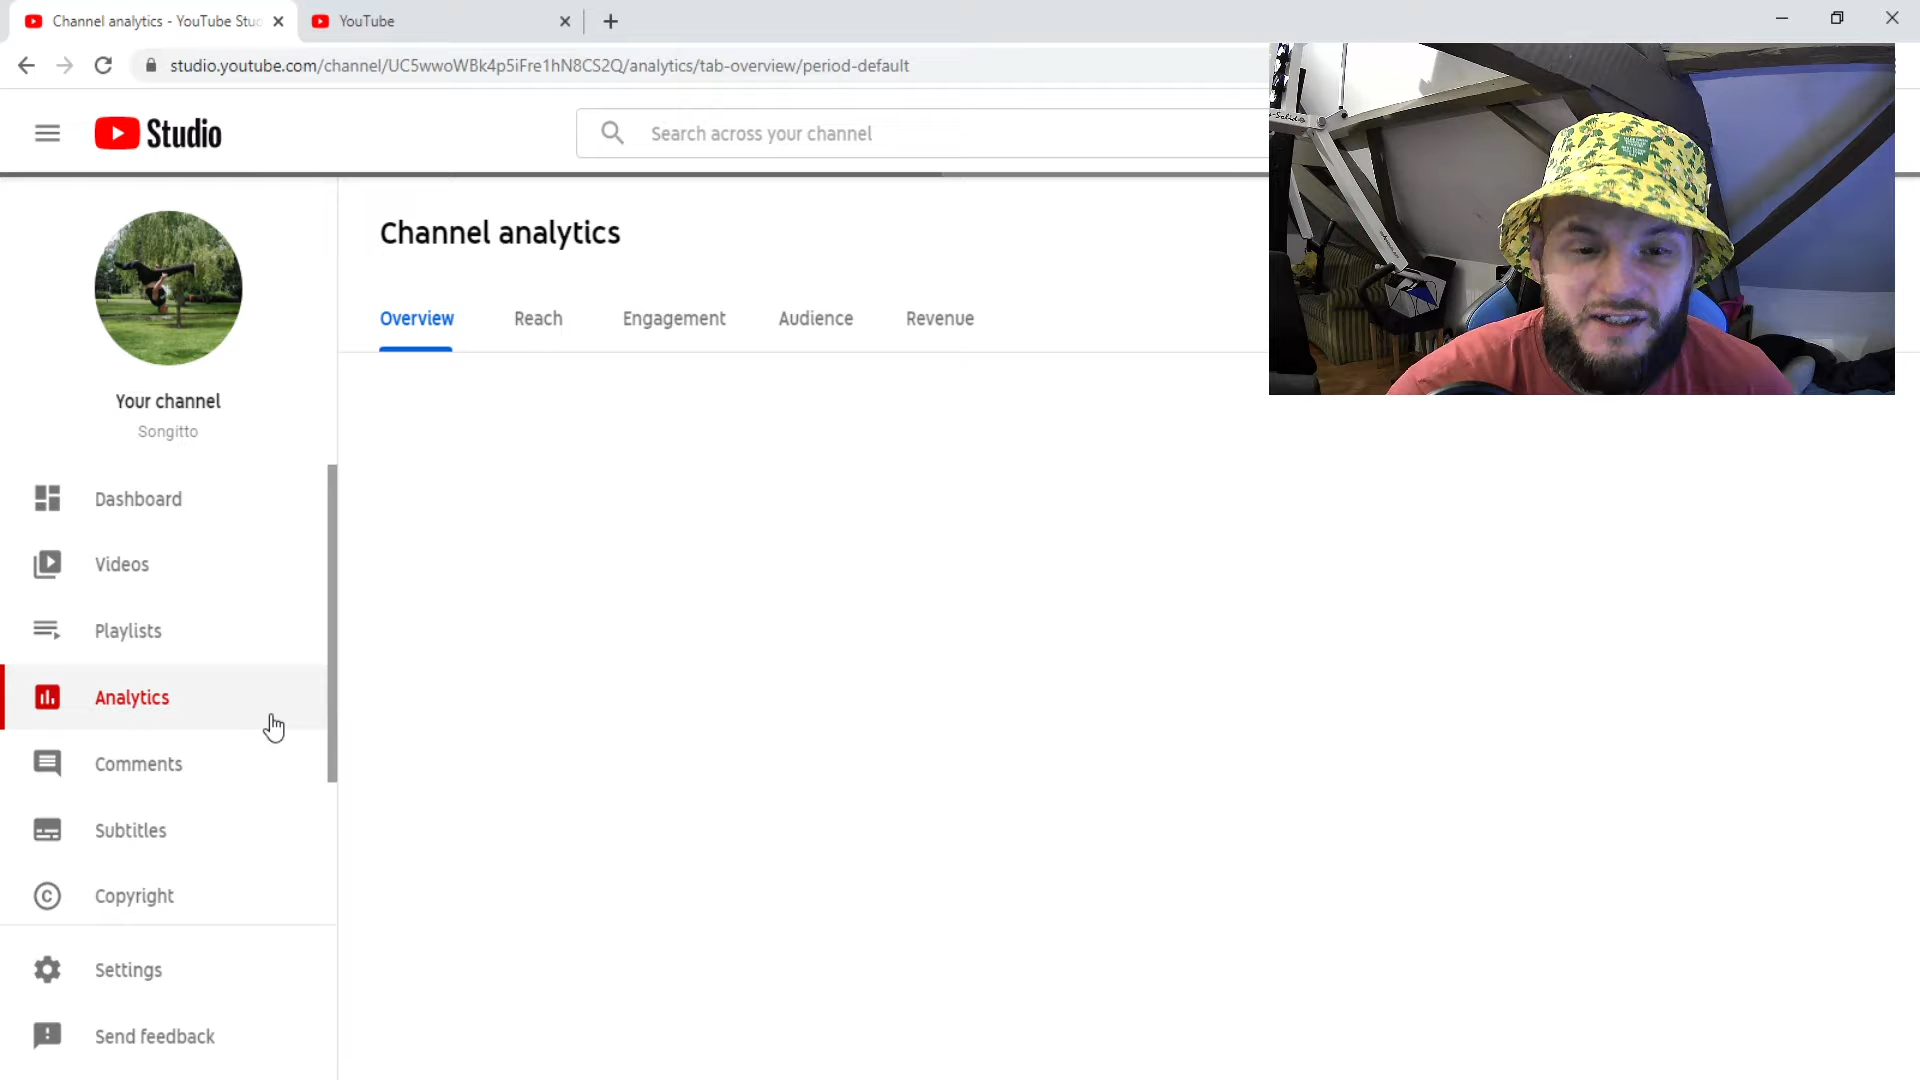 Channel analytics - YouTube Stu
YouTube
studio.youtube.com/channel/UC5wwoWBk4p5iFre1hN8CS2Q/analytics/tab-overview/period-default
Studio
Search across your channel
Channel analytics
Overview
Reach
Engagement
Audience
Revenue
Your channel
Songitto
Dashboard
Videos
Playlists
Analytics
Comments
Subtitles
Copyright
Settings
Send feedback